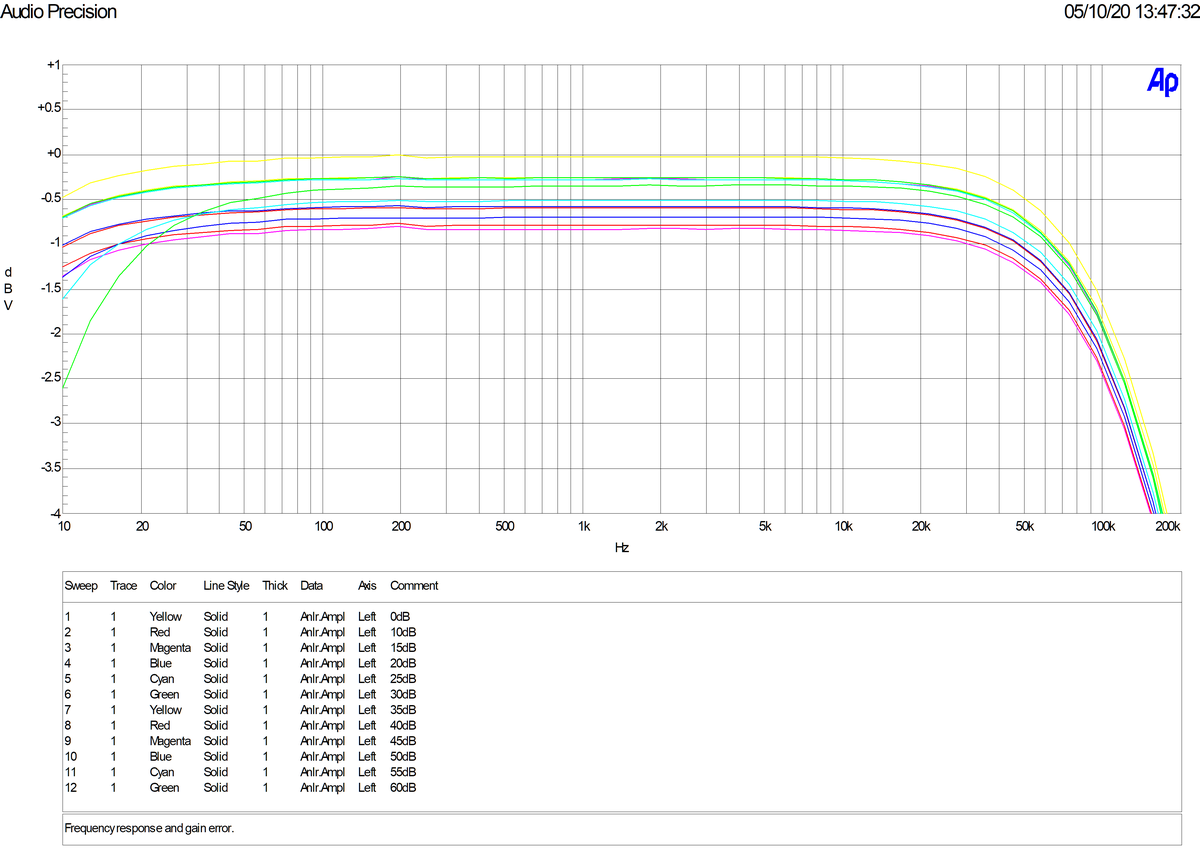 Audio Precision 05/10/20 13:47:32
Ap
+1
+0.5
+0
-0.5
-1
d
B
V
-1.5
-2
-2.5
-3
-3.5
-4
10 20 50 100 200 500 1k 2k 5k 10k 20k 50k 100k 200k
Hz
Sweep Trace Color Line Style Thick Data Axis Comment
1 1 Yellow Solid 1 Anlr.Ampl Left 0dB
2 1 Red Solid 1 Anlr.Ampl Left 10dB
3 1 Magenta Solid 1 Anlr.Ampl Left 15dB
4 1 Blue Solid 1 Anlr.Ampl Left 20dB
5 1 Cyan Solid 1 Anlr.Ampl Left 25dB
6 1 Green Solid 1 Anlr.Ampl Left 30dB
7 1 Yellow Solid 1 Anlr.Ampl Left 35dB
8 1 Red Solid 1 Anlr.Ampl Left 40dB
9 1 Magenta Solid 1 Anlr.Ampl Left 45dB
10 1 Blue Solid 1 Anlr.Ampl Left 50dB
11 1 Cyan Solid 1 Anlr.Ampl Left 55dB
12 1 Green Solid 1 Anlr.Ampl Left 60dB
Frequency response and gain error.